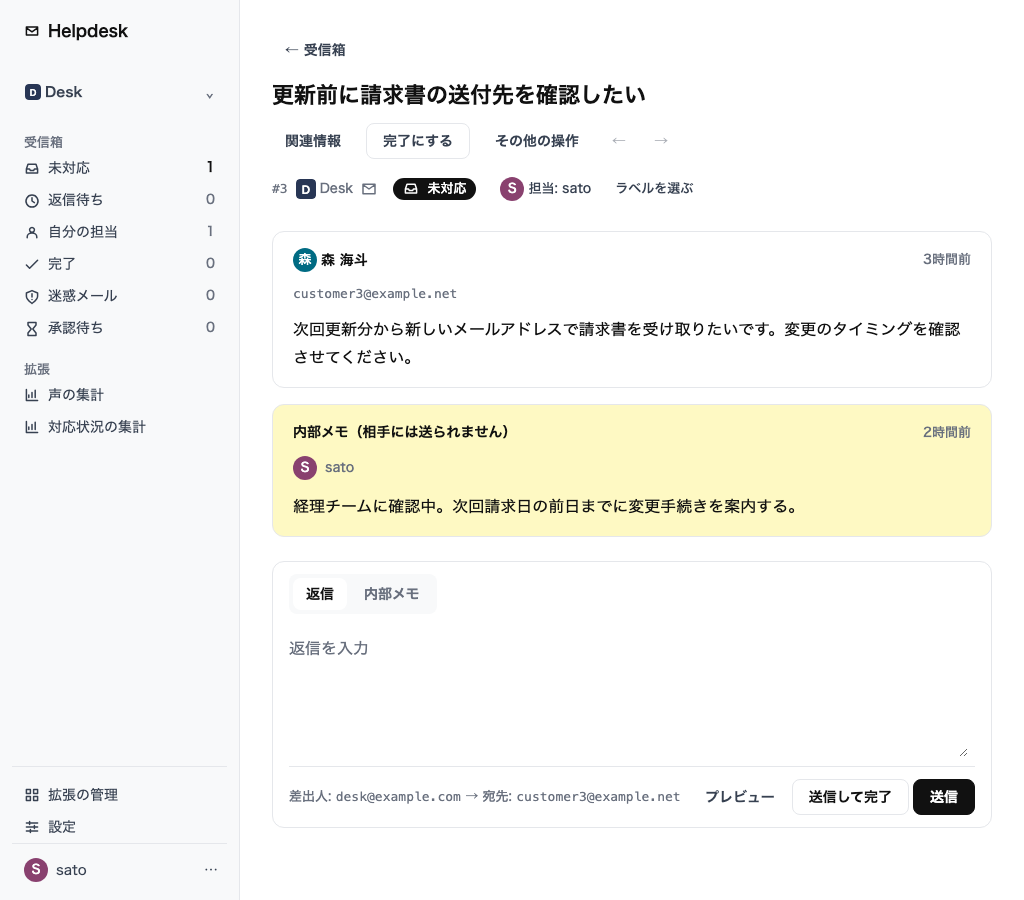 Helpdesk
D Desk
受信箱
未対応 1
返信待ち 0
自分の担当 1
完了 0
迷惑メール 0
承認待ち 0
拡張
声の集計
対応状況の集計
拡張の管理
設定
S sato …
← 受信箱
更新前に請求書の送付先を確認したい
関連情報 完了にする その他の操作 ← →
#3 D Desk 未対応 S 担当: sato ラベルを選ぶ
森 森 海斗 3時間前
customer3@example.net
次回更新分から新しいメールアドレスで請求書を受け取りたいです。変更のタイミングを確認
させてください。
内部メモ（相手には送られません） 2時間前
S sato
経理チームに確認中。次回請求日の前日までに変更手続きを案内する。
返信 内部メモ
返信を入力
差出人: desk@example.com → 宛先: customer3@example.net プレビュー 送信して完了 送信